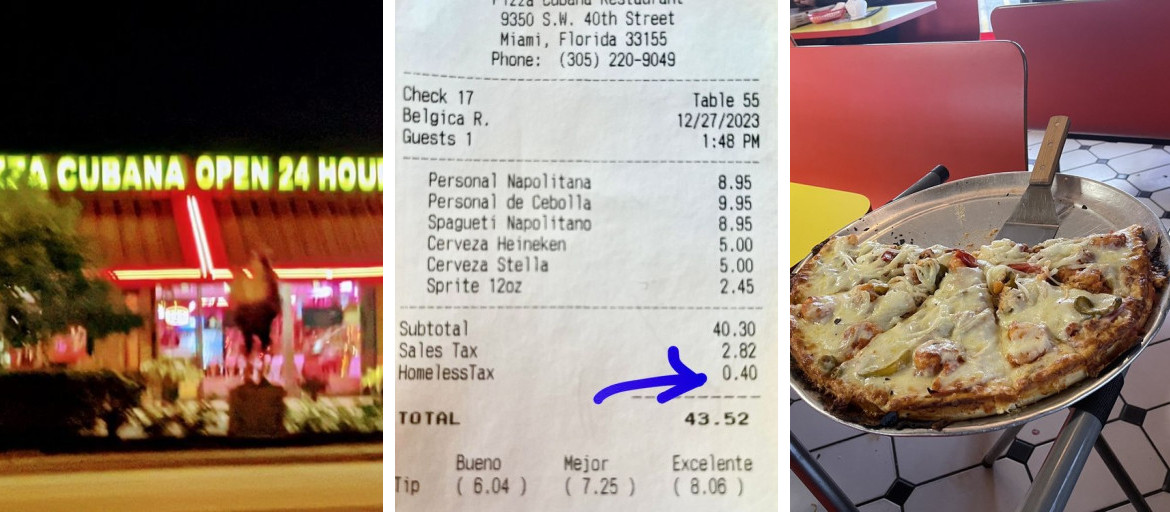 ZZA CUBANA OPEN 24 HOU
Pizza Cubana Restaurant
9350 S.W. 40th Street
Miami, Florida 33155
Phone: (305) 220-9049
Check 17 Table 55
Belgica R. 12/27/2023
Guests 1 1:48 PM
Personal Napolitana 8.95
Personal de Cebolla 9.95
Spagueti Napolitano 8.95
Cerveza Heineken 5.00
Cerveza Stella 5.00
Sprite 12oz 2.45
Subtotal 40.30
Sales Tax 2.82
HomelessTax 0.40
TOTAL 43.52
Bueno Mejor Excelente
Tip ( 6.04 ) ( 7.25 ) ( 8.06 )